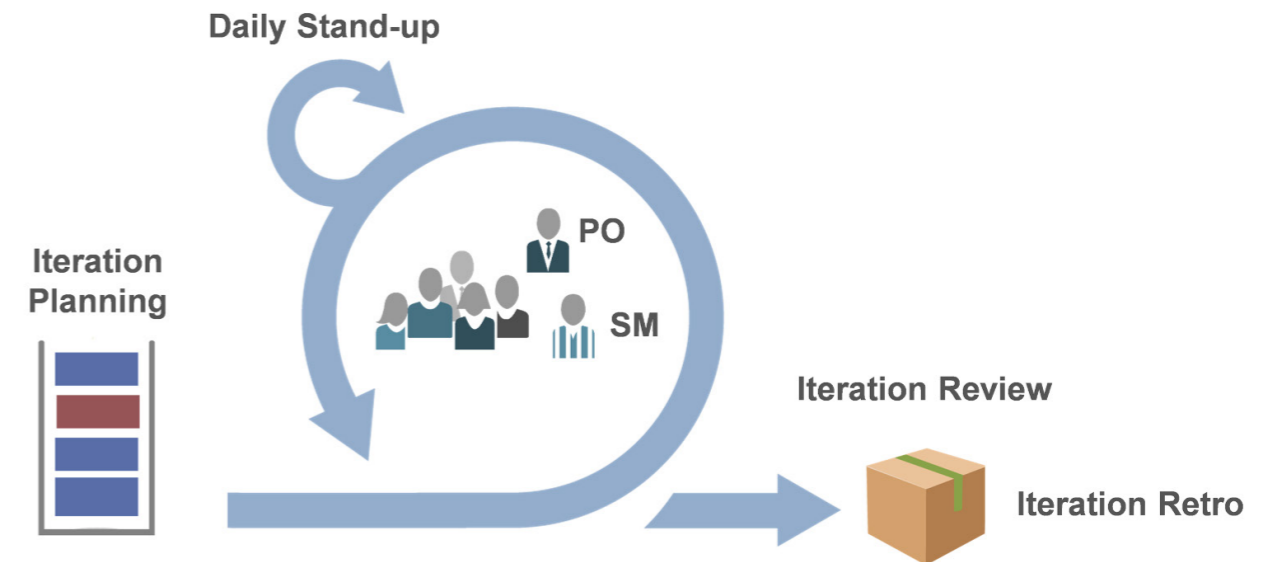 Daily Stand-up
PO
Iteration
Planning
SM
Iteration Review
Iteration Retro